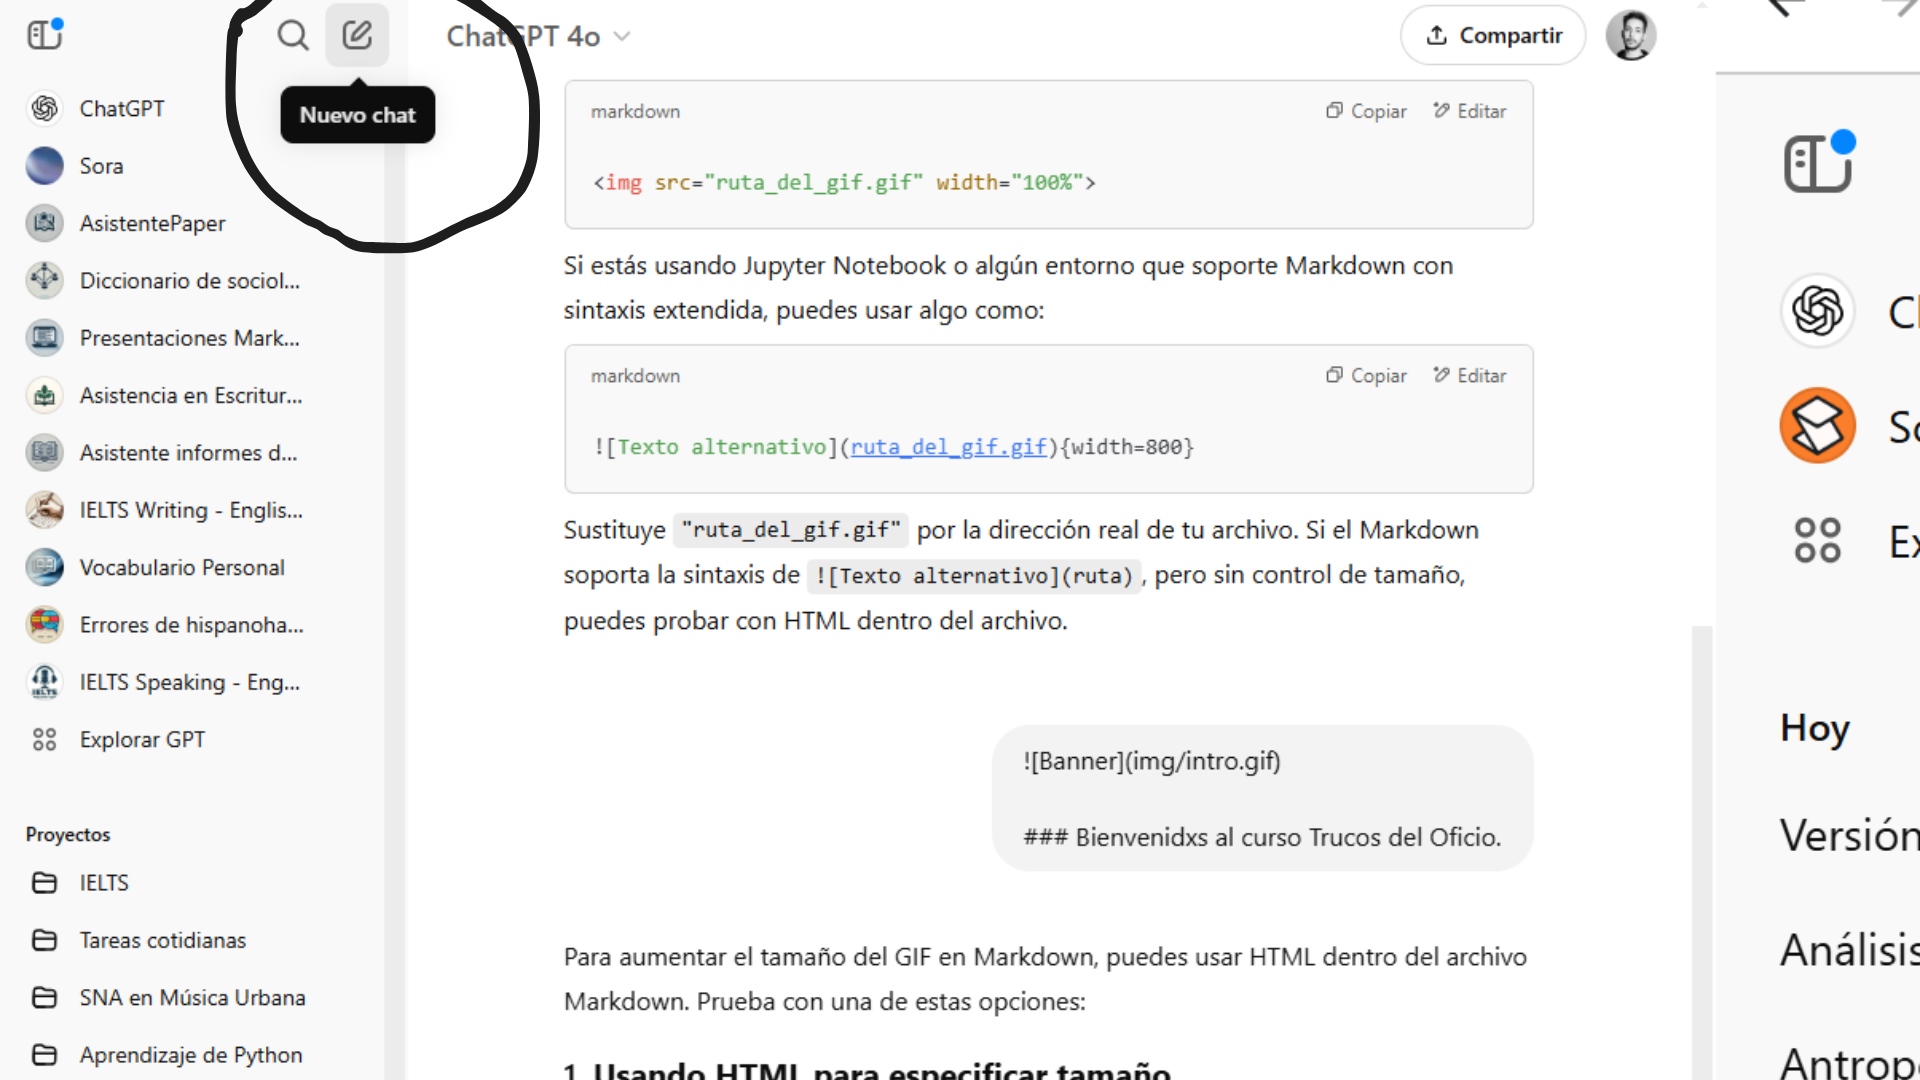 ChatGPT 4o
Compartir
Nuevo chat
ChatGPT
Sora
AsistentePaper
Diccionario de sociol...
Presentaciones Mark...
Asistencia en Escritur...
Asistente informes d...
IELTS Writing - Englis...
Vocabulario Personal
Errores de hispanoha...
IELTS Speaking - Eng...
Explorar GPT
Proyectos
IELTS
Tareas cotidianas
SNA en Música Urbana
Aprendizaje de Python
markdown
Copiar
Editar
<img src="ruta_del_gif.gif" width="100%">
Si estás usando Jupyter Notebook o algún entorno que soporte Markdown con
sintaxis extendida, puedes usar algo como:
markdown
Copiar
Editar
![Texto alternativo](ruta_del_gif.gif){width=800}
Sustituye "ruta_del_gif.gif" por la dirección real de tu archivo. Si el Markdown
soporta la sintaxis de ![Texto alternativo](ruta), pero sin control de tamaño,
puedes probar con HTML dentro del archivo.
![Banner](img/intro.gif)
### Bienvenidxs al curso Trucos del Oficio.
Para aumentar el tamaño del GIF en Markdown, puedes usar HTML dentro del archivo
Markdown. Prueba con una de estas opciones:
1. Usando HTML para especificar tamaño
Hoy
Versión
Análisis